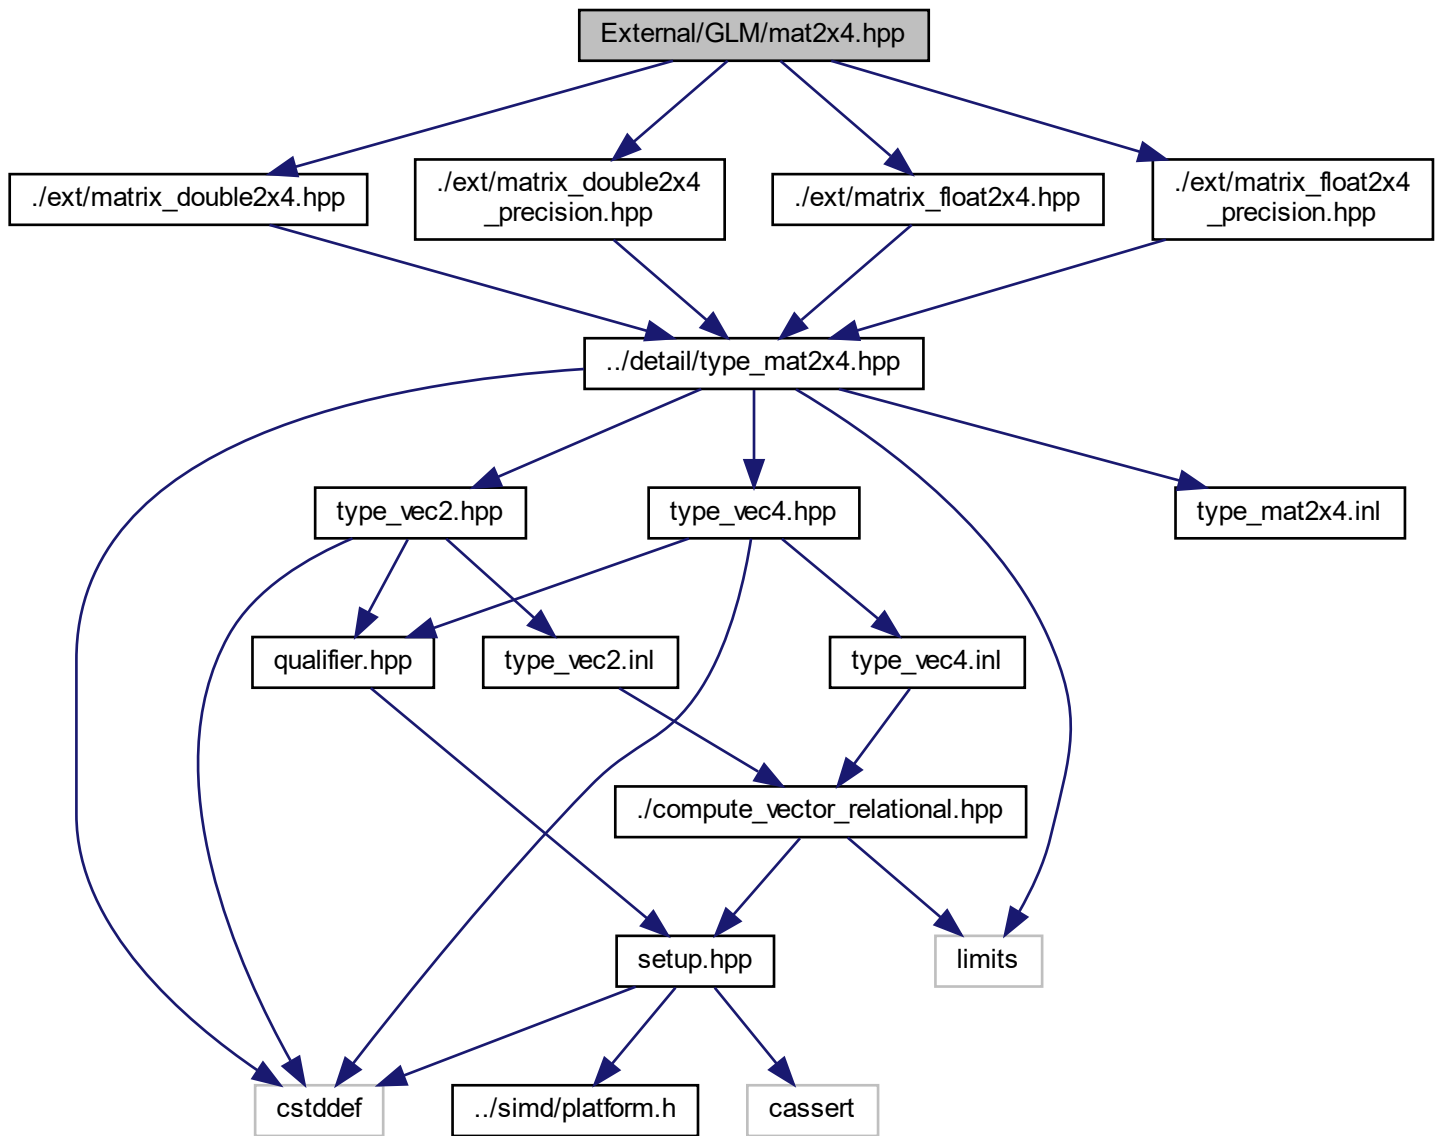 External/GLM/mat2x4.hpp
./ext/matrix_double2x4.hpp
./ext/matrix_double2x4
_precision.hpp
./ext/matrix_float2x4.hpp
./ext/matrix_float2x4
_precision.hpp
../detail/type_mat2x4.hpp
type_vec2.hpp
type_vec4.hpp
type_mat2x4.inl
qualifier.hpp
type_vec2.inl
type_vec4.inl
./compute_vector_relational.hpp
setup.hpp
limits
cstddef
../simd/platform.h
cassert